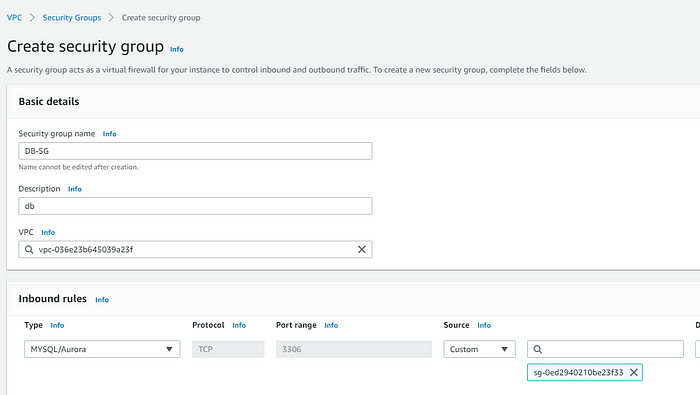 VPC > Security Groups > Create security group
Create security group Info
A security group acts as a virtual firewall for your instance to control inbound and outbound traffic. To create a new security group, complete the fields below.
Basic details
Security group name Info
DB-SG
Name cannot be edited after creation.
Description Info
db
VPC Info
vpc-036e23b645039a23f
Inbound rules Info
Type Info Protocol Info Port range Info Source Info D
MYSQL/Aurora TCP 3306 Custom
sg-0ed2940210be23f33